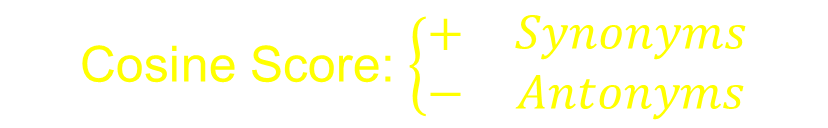 Cosine Score: { + Synonyms
− Antonyms